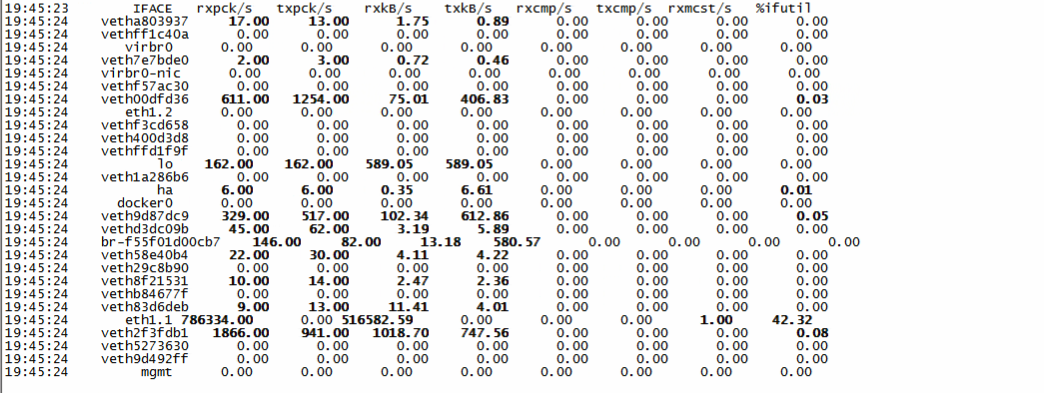 19:45:23 IFACE rxpck/s txpck/s rxkB/s txkB/s rxcmp/s txcmp/s rxmcst/s %ifutil
19:45:24 vetha803937 17.00 13.00 1.75 0.89 0.00 0.00 0.00 0.00
19:45:24 vethff1c40a 0.00 0.00 0.00 0.00 0.00 0.00 0.00 0.00
19:45:24 virbr0 0.00 0.00 0.00 0.00 0.00 0.00 0.00 0.00
19:45:24 veth7e7bde0 2.00 3.00 0.72 0.46 0.00 0.00 0.00 0.00
19:45:24 virbr0-nic 0.00 0.00 0.00 0.00 0.00 0.00 0.00 0.00
19:45:24 vethf57ac30 0.00 0.00 0.00 0.00 0.00 0.00 0.00 0.00
19:45:24 veth00dfd36 611.00 1254.00 75.01 406.83 0.00 0.00 0.00 0.03
19:45:24 eth1.2 0.00 0.00 0.00 0.00 0.00 0.00 0.00 0.00
19:45:24 vethf3cd658 0.00 0.00 0.00 0.00 0.00 0.00 0.00 0.00
19:45:24 veth400d3d8 0.00 0.00 0.00 0.00 0.00 0.00 0.00 0.00
19:45:24 vethffd1f9f 0.00 0.00 0.00 0.00 0.00 0.00 0.00 0.00
19:45:24 lo 162.00 162.00 589.05 589.05 0.00 0.00 0.00 0.00
19:45:24 veth1a286b6 0.00 0.00 0.00 0.00 0.00 0.00 0.00 0.00
19:45:24 ha 6.00 6.00 0.35 6.61 0.00 0.00 0.00 0.01
19:45:24 docker0 0.00 0.00 0.00 0.00 0.00 0.00 0.00 0.00
19:45:24 veth9d87dc9 329.00 517.00 102.34 612.86 0.00 0.00 0.00 0.05
19:45:24 vethd3dc09b 45.00 62.00 3.19 5.89 0.00 0.00 0.00 0.00
19:45:24 br-f55f01d00cb7 146.00 82.00 13.18 580.57 0.00 0.00 0.00 0.00
19:45:24 veth58e40b4 22.00 30.00 4.11 4.22 0.00 0.00 0.00 0.00
19:45:24 veth29c8b90 0.00 0.00 0.00 0.00 0.00 0.00 0.00 0.00
19:45:24 veth8f21531 10.00 14.00 2.47 2.36 0.00 0.00 0.00 0.00
19:45:24 vethb84677f 0.00 0.00 0.00 0.00 0.00 0.00 0.00 0.00
19:45:24 veth83d6deb 9.00 13.00 11.41 4.01 0.00 0.00 0.00 0.00
19:45:24 eth1.1 786334.00 0.00 516582.59 0.00 0.00 0.00 1.00 42.32
19:45:24 veth2f3fdb1 1866.00 941.00 1018.70 747.56 0.00 0.00 0.00 0.08
19:45:24 veth5273630 0.00 0.00 0.00 0.00 0.00 0.00 0.00 0.00
19:45:24 veth9d492ff 0.00 0.00 0.00 0.00 0.00 0.00 0.00 0.00
19:45:24 mgmt 0.00 0.00 0.00 0.00 0.00 0.00 0.00 0.00